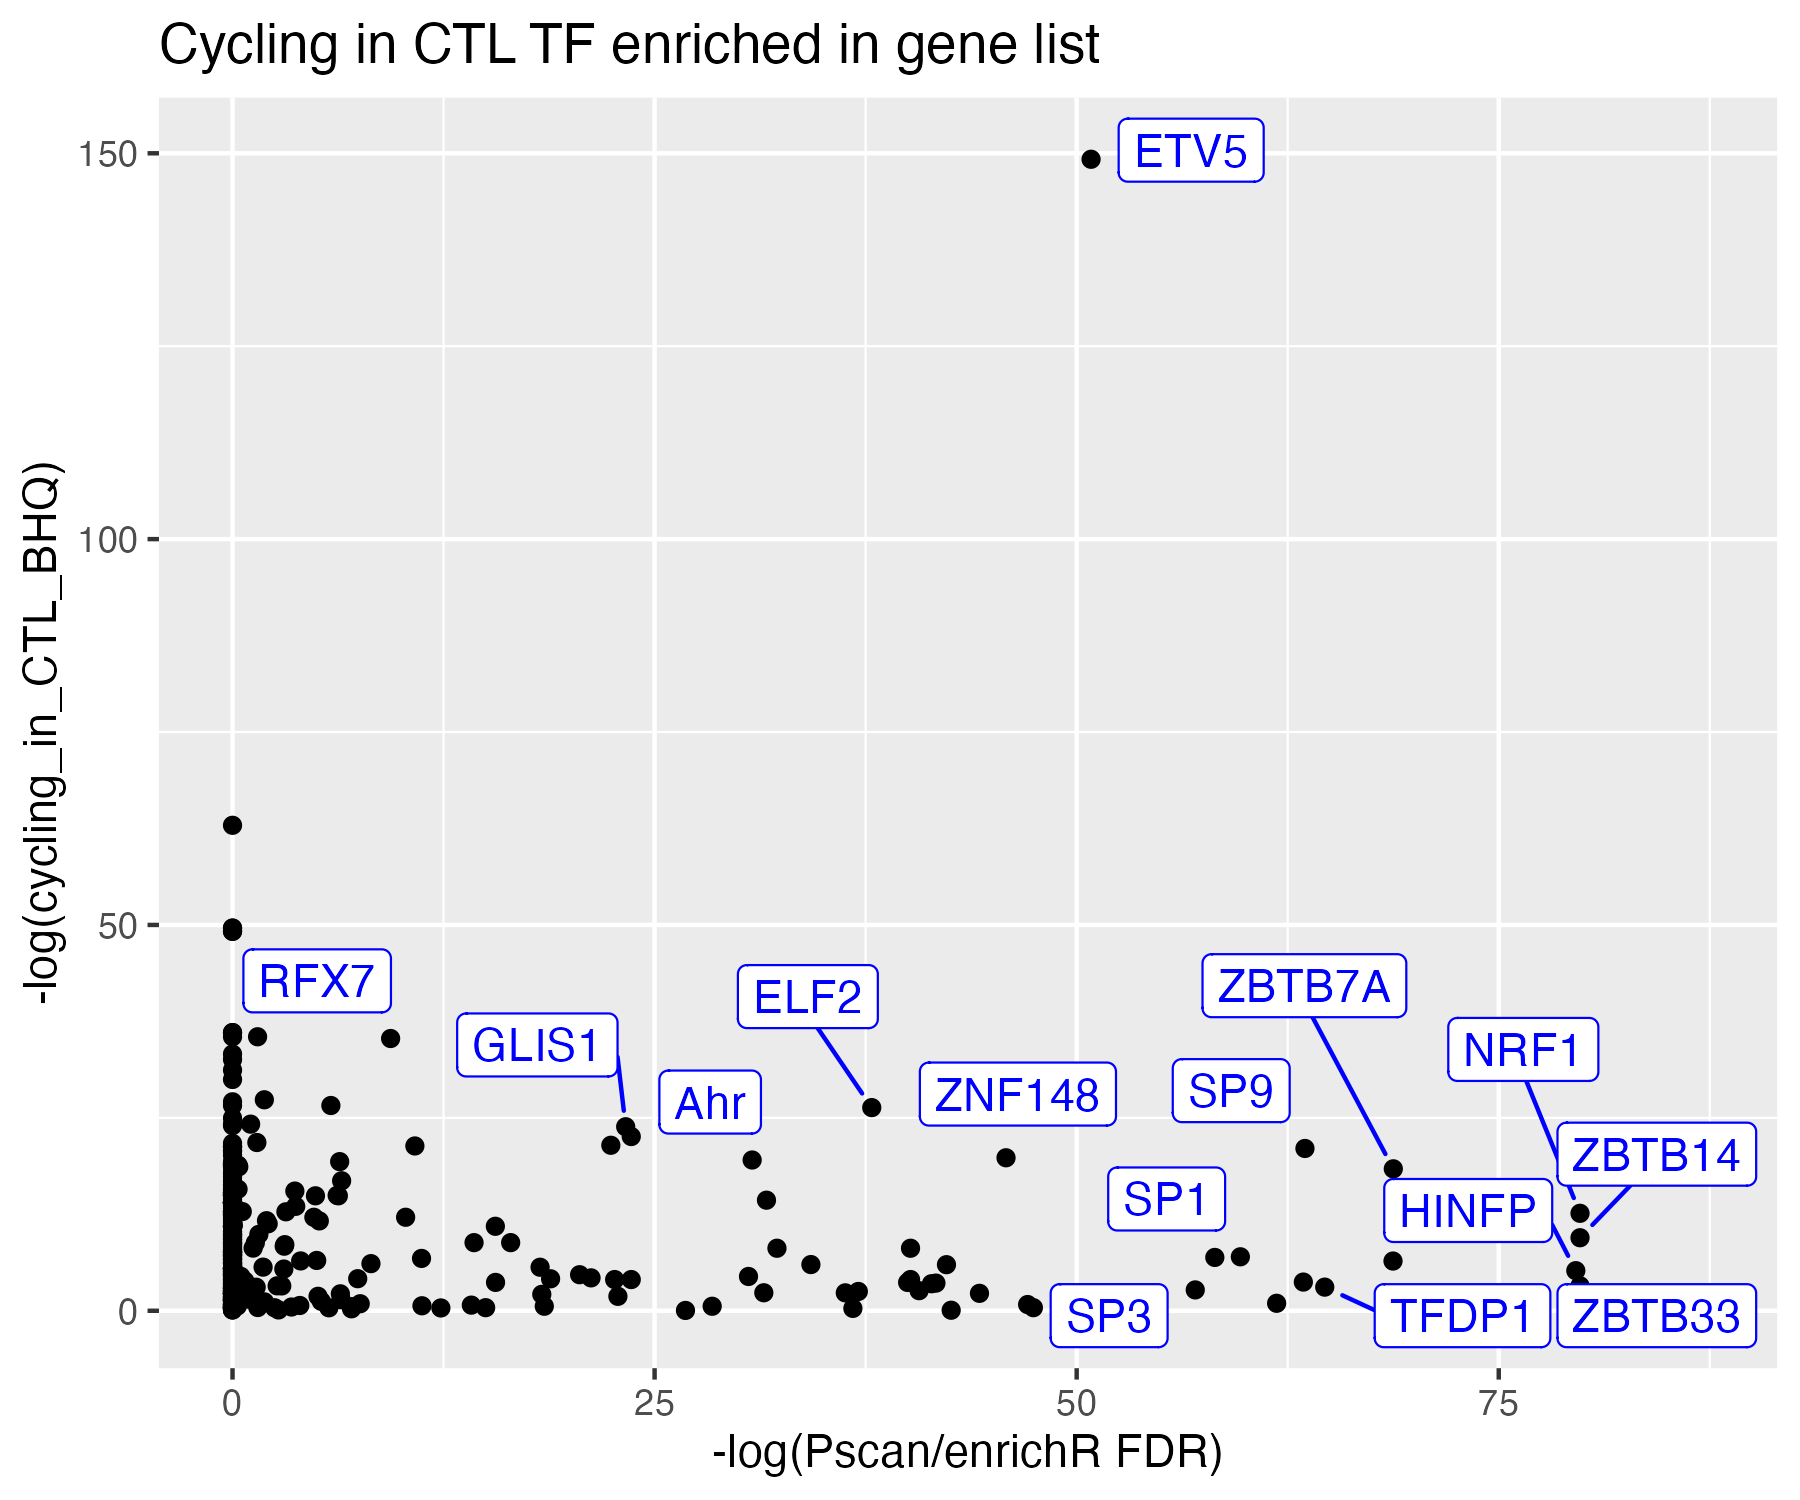 Cycling in CTL TF enriched in gene list
-log(cycling_in_CTL_BHQ)
150
100
50
0
ETV5
RFX7
ELF2
ZBTB7A
GLIS1
NRF1
Ahr
ZNF148
SP9
ZBTB14
SP1
HINFP
SP3
TFDP1
ZBTB33
0
25
50
75
-log(Pscan/enrichR FDR)